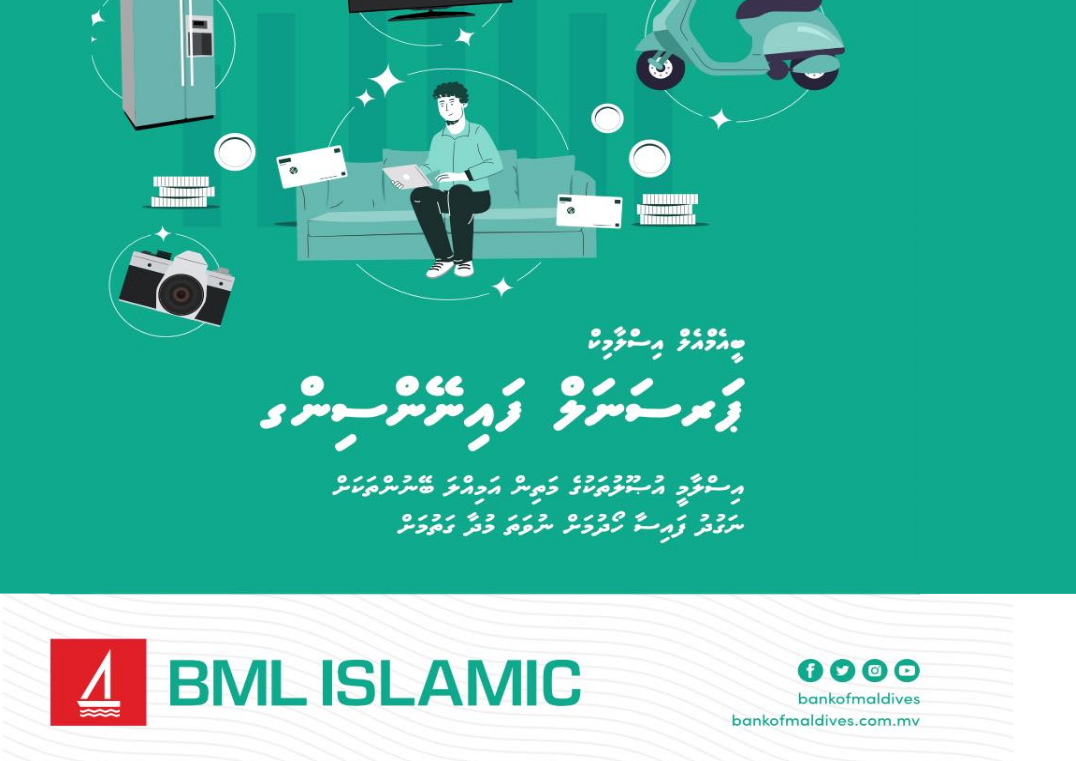 ބީއެމްއެލް އިސްލާމިކް
ޕަރސަނަލް ފައިނޭންސިންގ
އިސްލާމީ އުޞޫލުތަކުގެ މަތިން އަމިއްލަ ބޭނުންތަކަށް
ނަގުދު ފައިސާ ހޯދުމަށް ނުވަތަ މުދާ ގަތުމަށް
BML ISLAMIC
bankofmaldives
bankofmaldives.com.mv